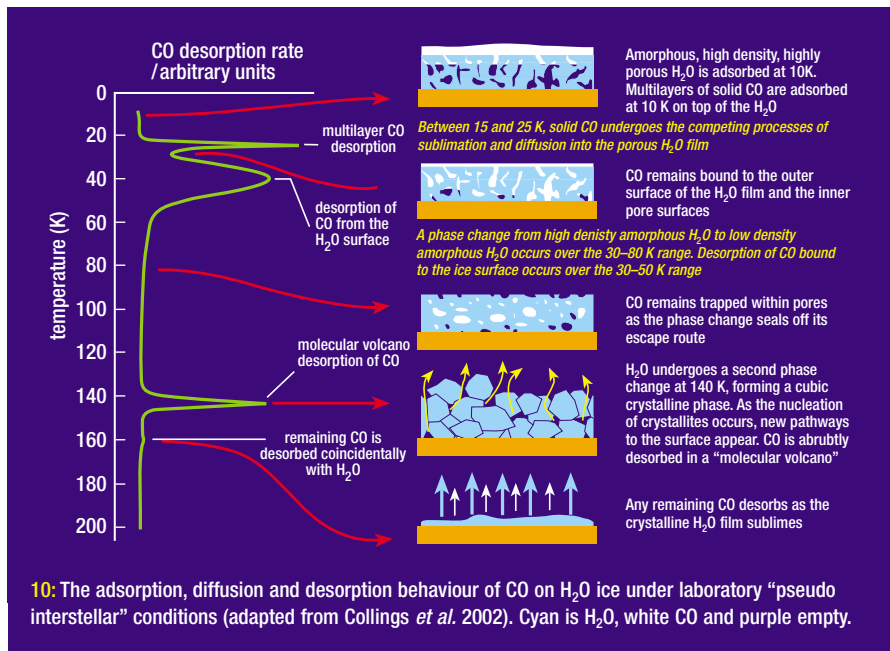 CO desorption rate
/arbitrary units
temperature (K)
0
20
40
60
80
100
120
140
160
180
200
multilayer CO
desorption
desorption of
CO from the
H₂O surface
molecular volcano
desorption of CO
remaining CO is
desorbed coincidentally
with H₂O
Amorphous, high density, highly
porous H₂O is adsorbed at 10K.
Multilayers of solid CO are adsorbed
at 10 K on top of the H₂O
Between 15 and 25 K, solid CO undergoes the competing processes of
sublimation and diffusion into the porous H₂O film
CO remains bound to the outer
surface of the H₂O film and the inner
pore surfaces
A phase change from high denisty amorphous H₂O to low density
amorphous H₂O occurs over the 30–80 K range. Desorption of CO bound
to the ice surface occurs over the 30–50 K range
CO remains trapped within pores
as the phase change seals off its
escape route
H₂O undergoes a second phase
change at 140 K, forming a cubic
crystalline phase. As the nucleation
of crystallites occurs, new pathways
to the surface appear. CO is abrubtly
desorbed in a “molecular volcano”
Any remaining CO desorbs as the
crystalline H₂O film sublimes
10: The adsorption, diffusion and desorption behaviour of CO on H₂O ice under laboratory “pseudo
interstellar” conditions (adapted from Collings et al. 2002). Cyan is H₂O, white CO and purple empty.